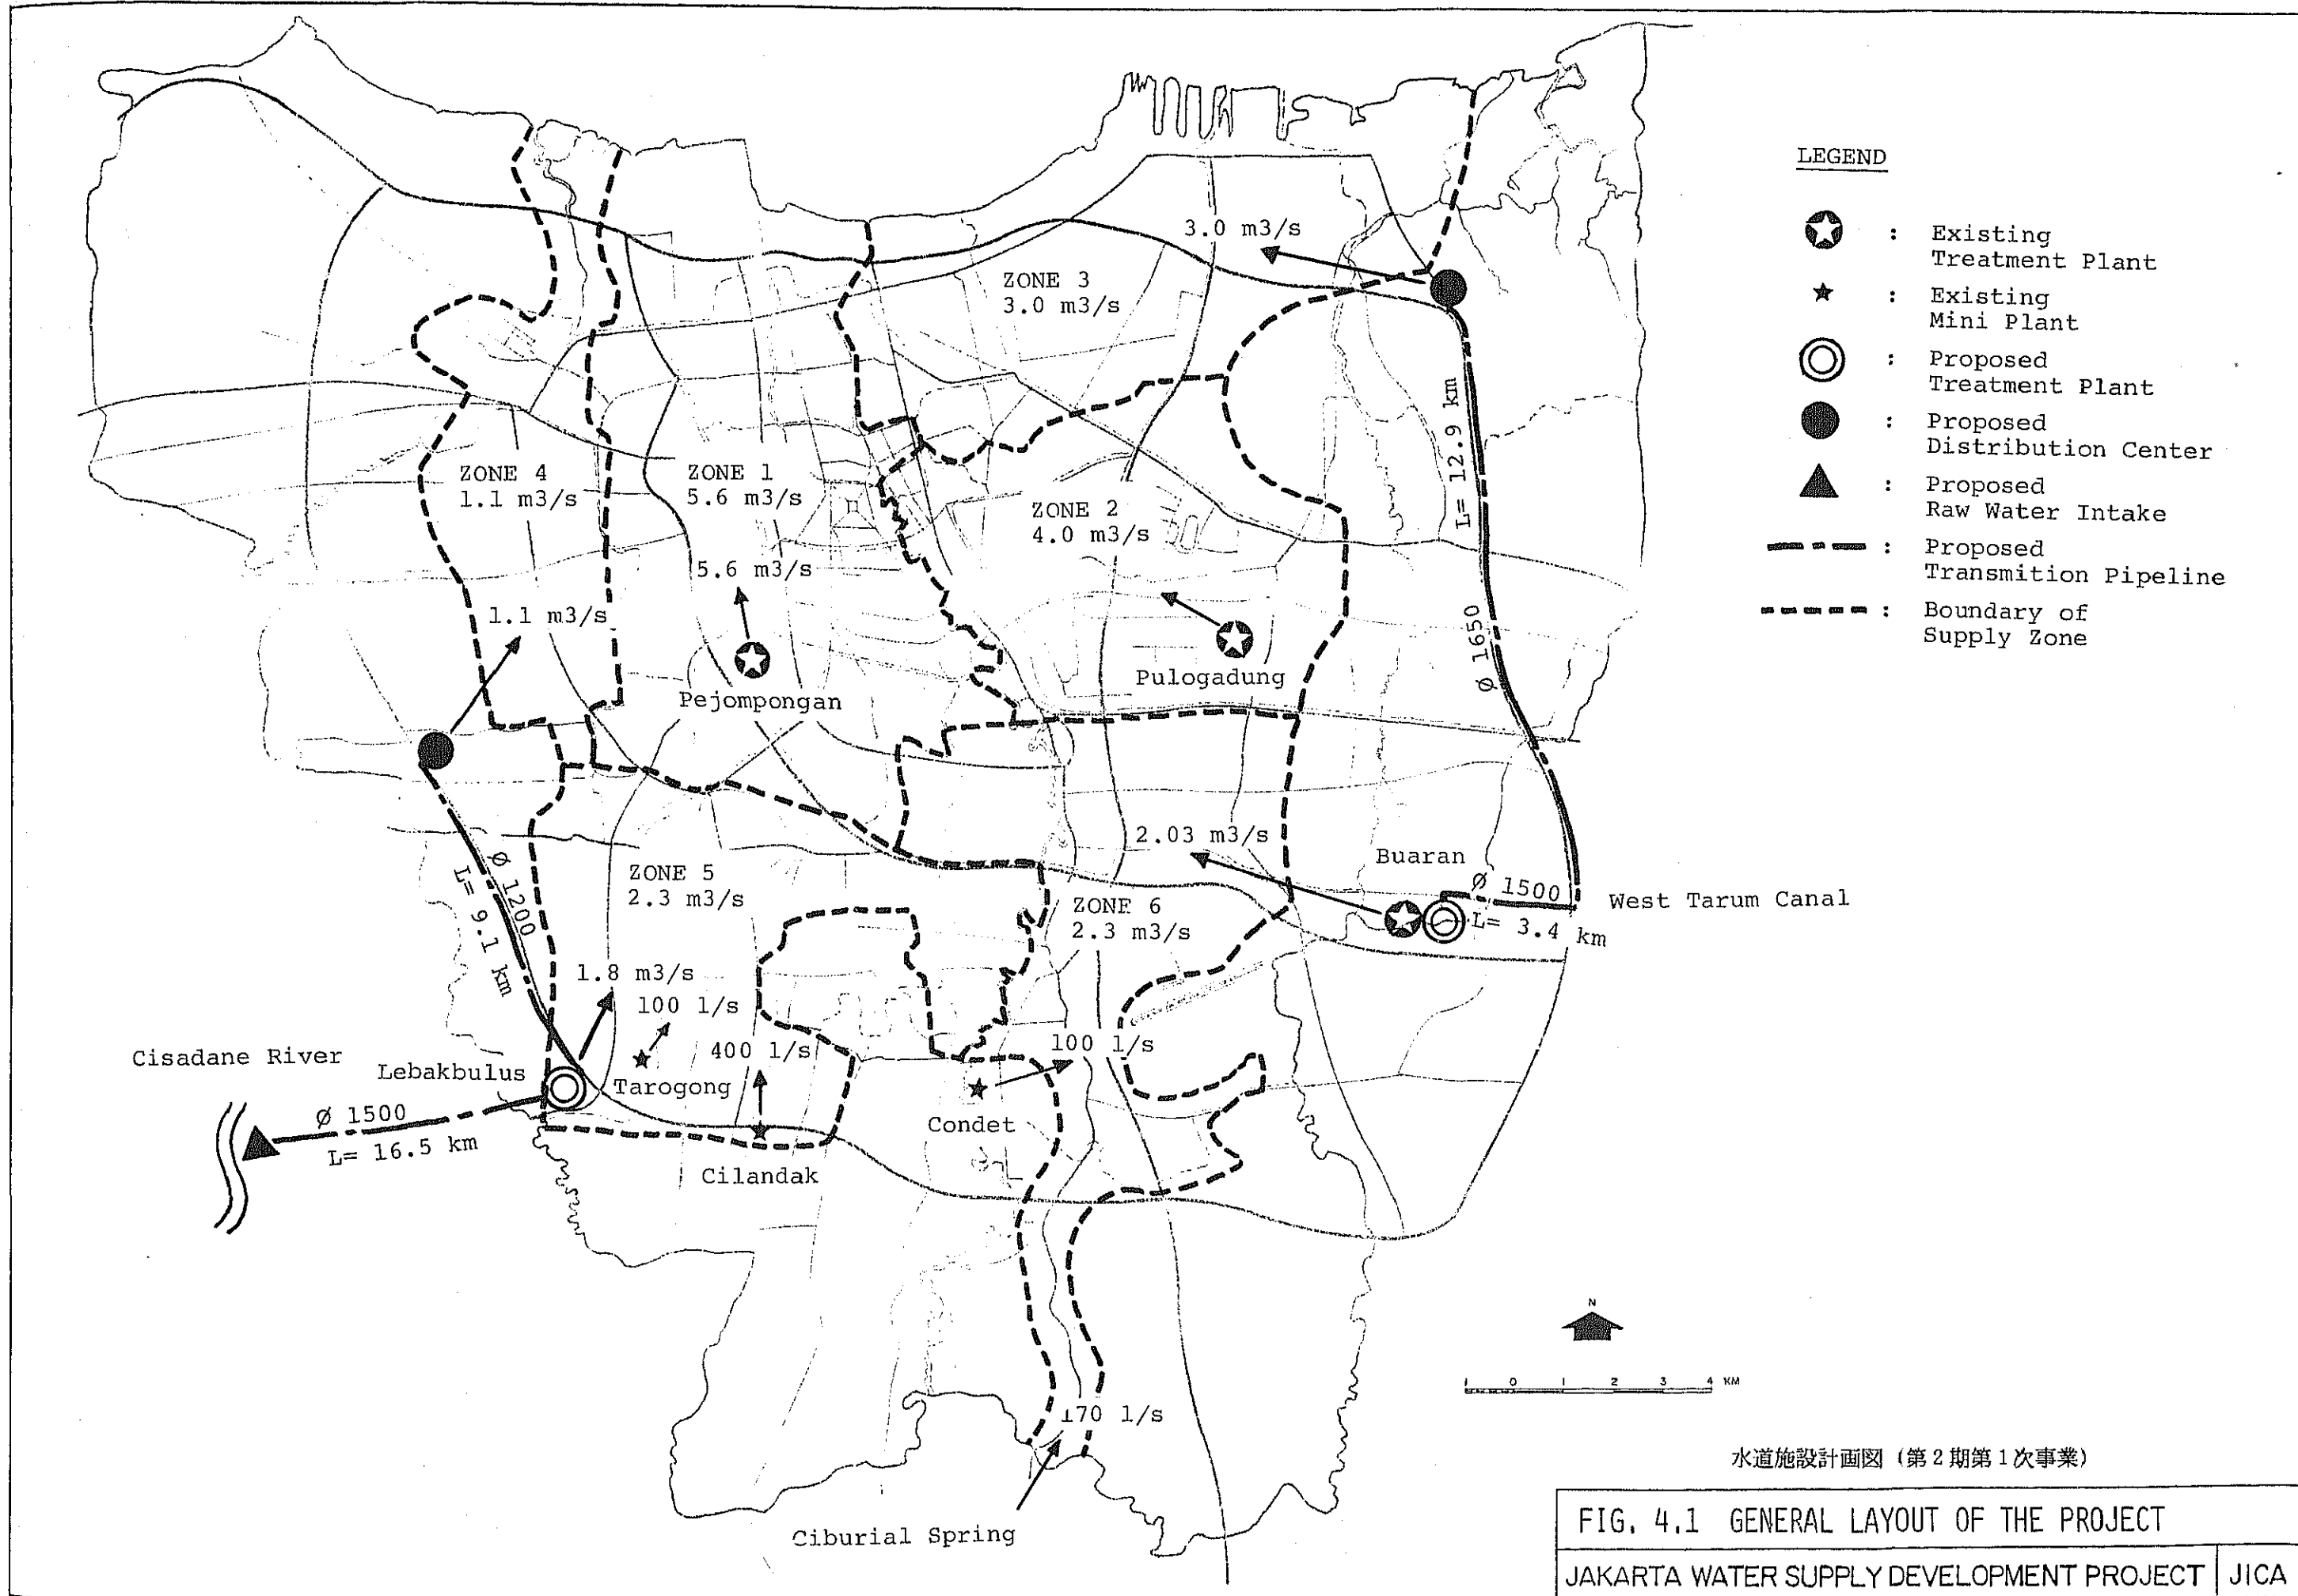 3.0 m3/s
ZONE 3
3.0 m3/s
ZONE 4
1.1 m3/s
ZONE 1
5.6 m3/s
ZONE 2
4.0 m3/s
5.6 m3/s
1.1 m3/s
Pejompongan
Pulogadung
L= 12.9 km
Ø 1650
2.03 m3/s
Buaran
Ø 1500
L= 3.4 km
West Tarum Canal
ZONE 5
2.3 m3/s
ZONE 6
2.3 m3/s
Ø 1200
L= 9.1 km
1.8 m3/s
100 l/s
400 l/s
100 l/s
Cisadane River
Lebakbulus
Tarogong
Ø 1500
L= 16.5 km
Condet
Cilandak
170 l/s
Ciburial Spring
LEGEND
: Existing
Treatment Plant
: Existing
Mini Plant
: Proposed
Treatment Plant
: Proposed
Distribution Center
: Proposed
Raw Water Intake
: Proposed
Transmition Pipeline
: Boundary of
Supply Zone
N
1 0 1 2 3 4 KM
水道施設計画図 (第2期第1次事業)
FIG. 4.1 GENERAL LAYOUT OF THE PROJECT
JAKARTA WATER SUPPLY DEVELOPMENT PROJECT JICA